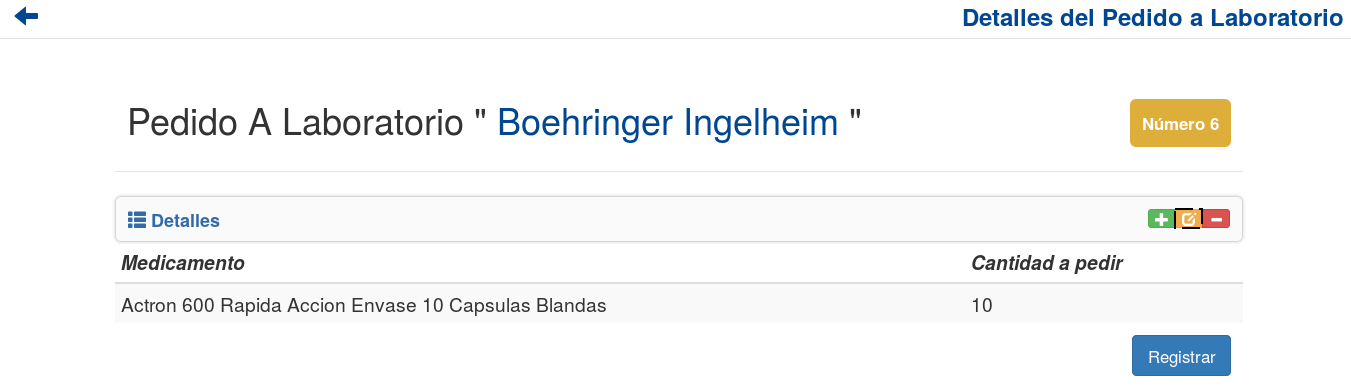 Detalles del Pedido a Laboratorio
Pedido A Laboratorio " Boehringer Ingelheim "
Número 6
Detalles
Medicamento Cantidad a pedir
Actron 600 Rapida Accion Envase 10 Capsulas Blandas 10
Registrar